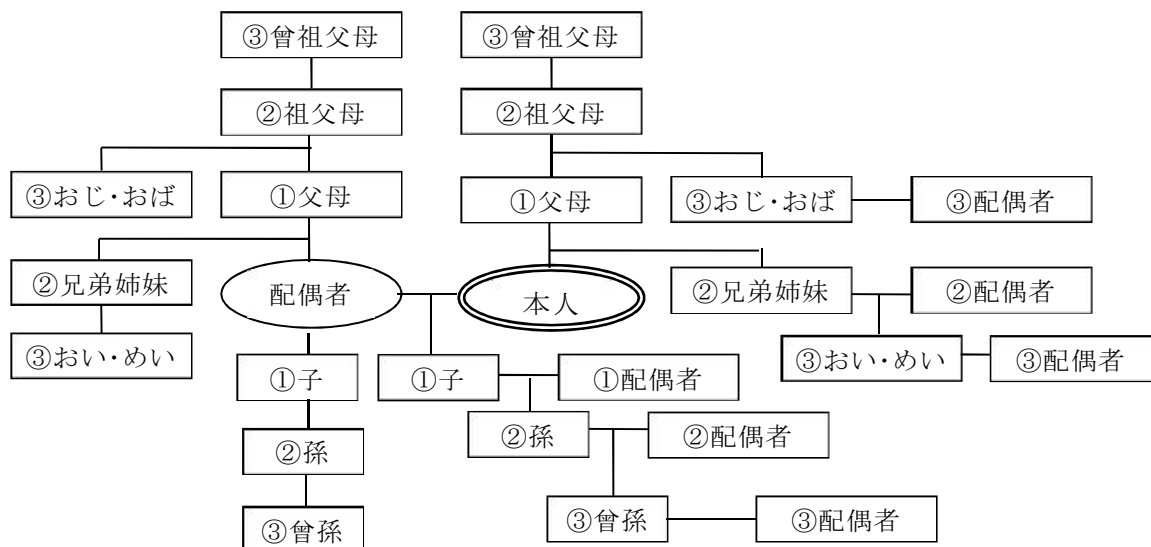 ③曾祖父母
③曾祖父母
②祖父母
②祖父母
③おじ・おば
①父母
①父母
③おじ・おば
③配偶者
②兄弟姉妹
配偶者
本人
②兄弟姉妹
②配偶者
③おい・めい
③おい・めい
③配偶者
①子
①子
①配偶者
②孫
②孫
②配偶者
③曾孫
③曾孫
③配偶者